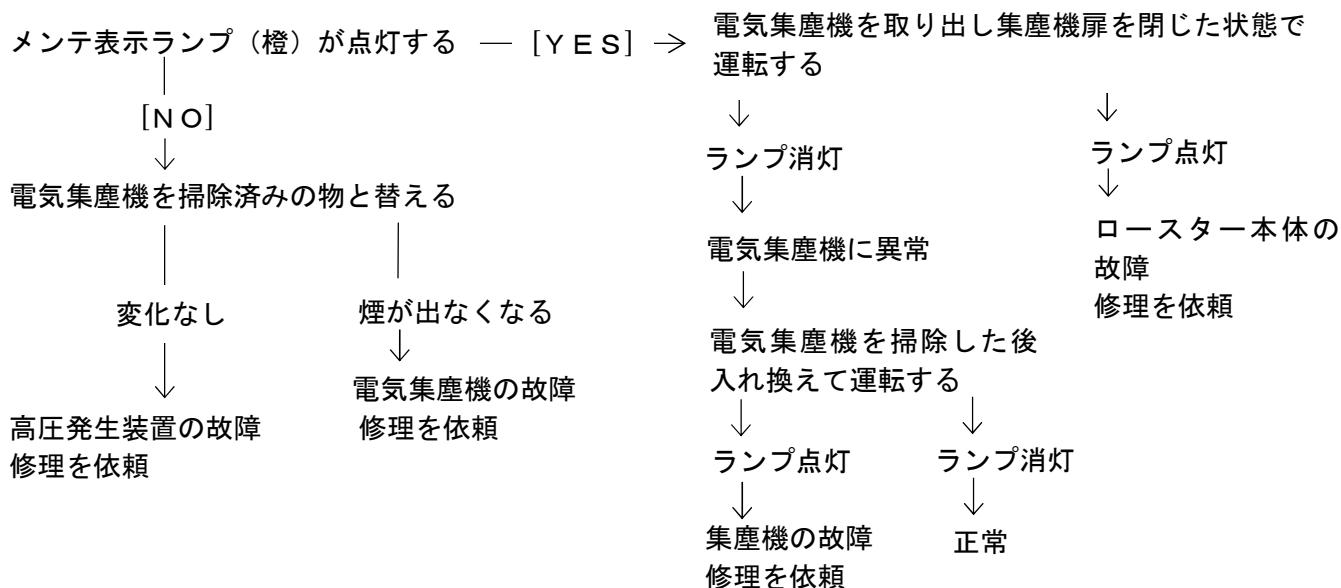 メンテ表示ランプ（橙）が点灯する ― [ＹＥＳ] →
電気集塵機を取り出し集塵機扉を閉じた状態で
運転する
[ＮＯ]
電気集塵機を掃除済みの物と替える
変化なし
高圧発生装置の故障
修理を依頼
煙が出なくなる
電気集塵機の故障
修理を依頼
ランプ消灯
電気集塵機に異常
電気集塵機を掃除した後
入れ換えて運転する
ランプ点灯
集塵機の故障
修理を依頼
ランプ消灯
正常
ランプ点灯
ロースター本体の
故障
修理を依頼